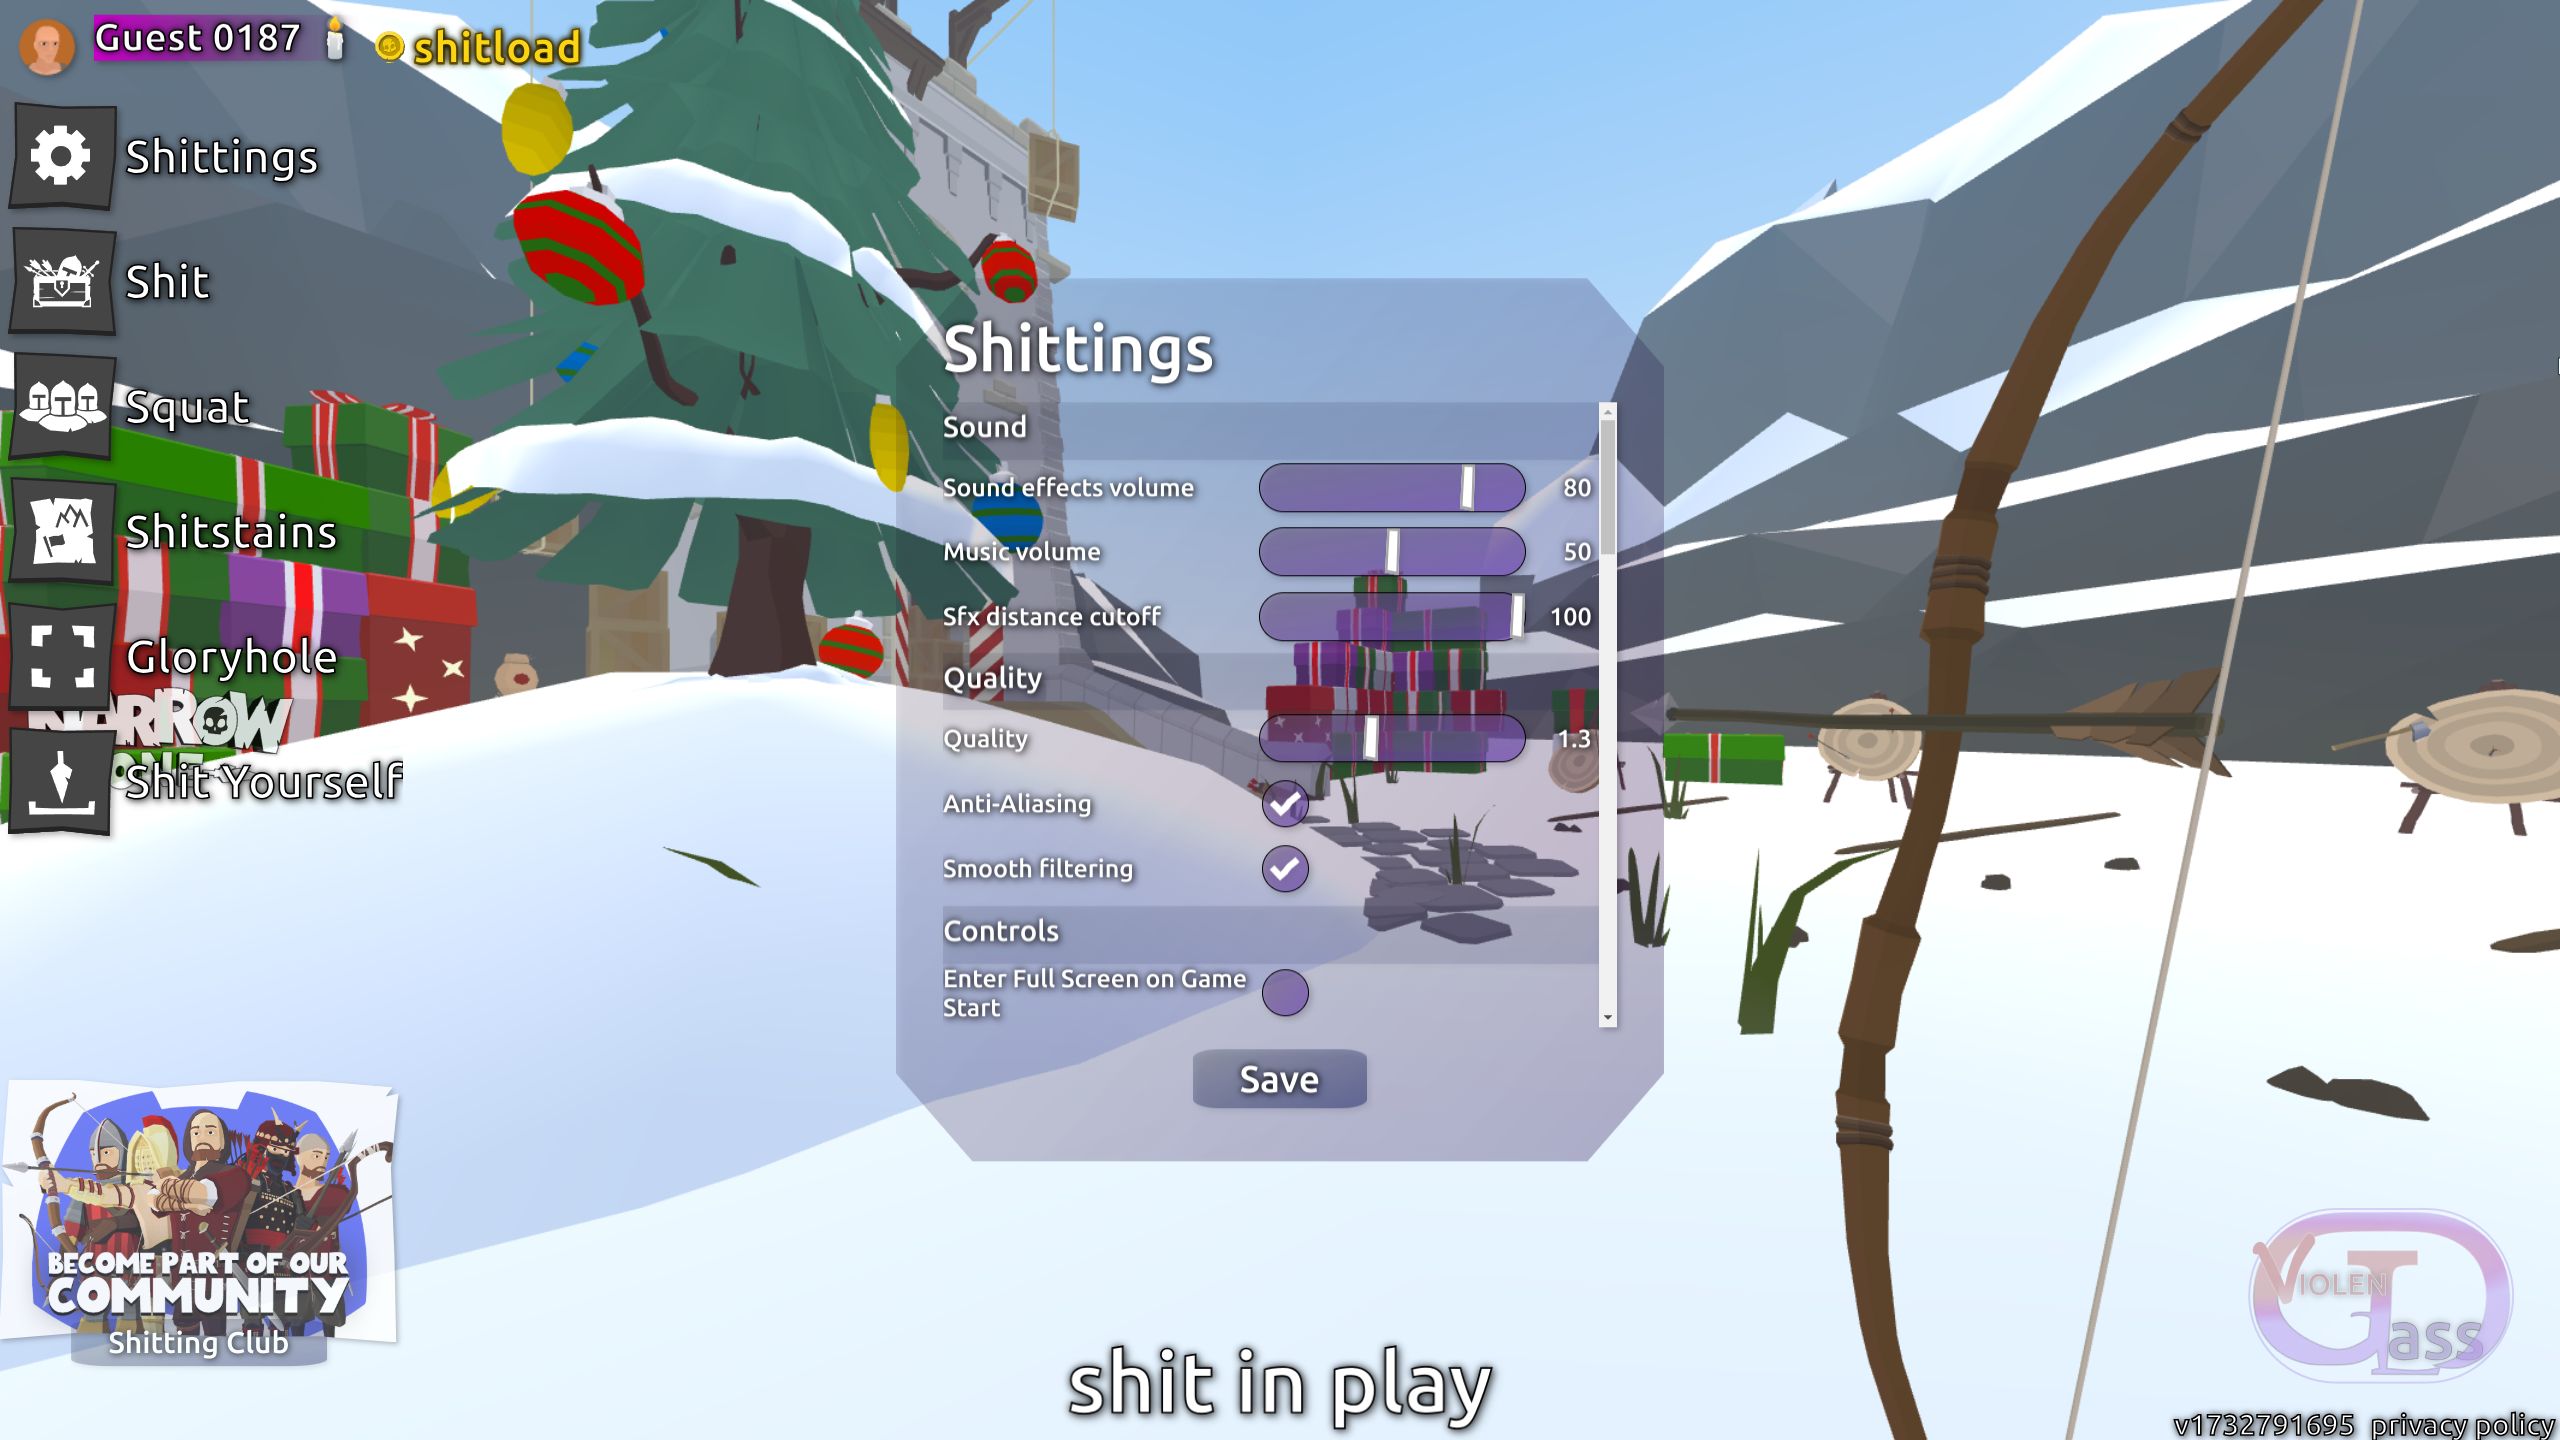 Guest 0187
shitload
Shittings
Shit
Squat
Shitstains
Gloryhole
NARROW
ONE
Shit Yourself
Shittings
Sound
Sound effects volume
80
Music volume
50
Sfx distance cutoff
100
Quality
Quality
1.3
Anti-Aliasing
Smooth filtering
Controls
Enter Full Screen on Game
Start
Save
BECOME PART OF OUR
COMMUNITY
Shitting Club
shit in play
v1732791695 privacy policy